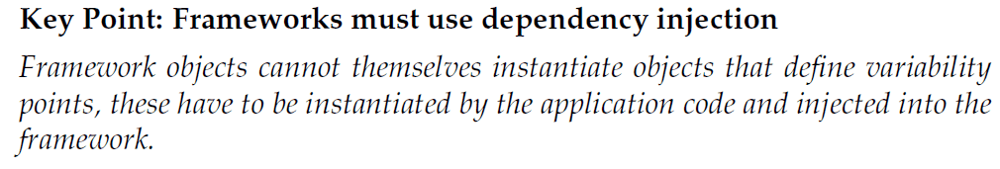 Key Point: Frameworks must use dependency injection
Framework objects cannot themselves instantiate objects that define variability
points, these have to be instantiated by the application code and injected into the
framework.